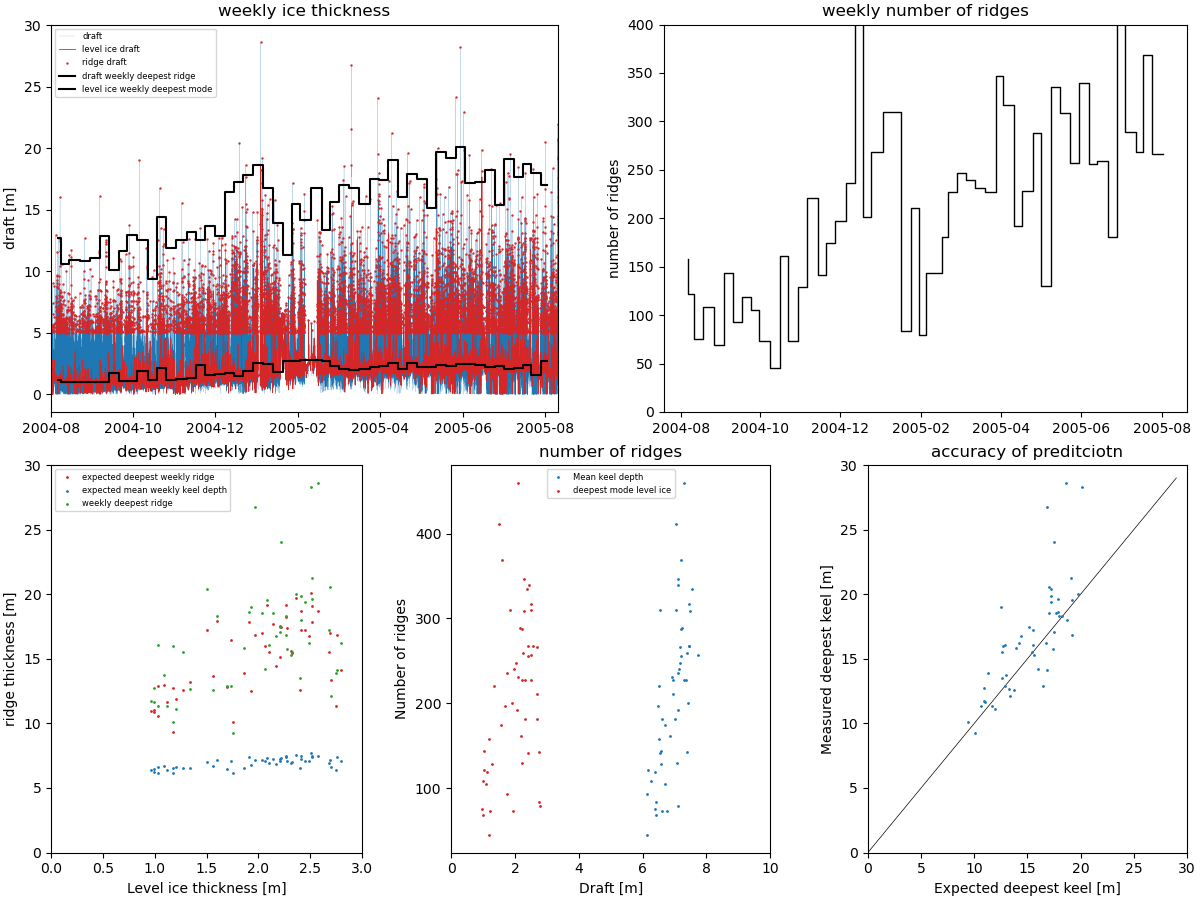 weekly ice thickness
draft [m]
30
25
20
15
10
5
0
draft
level ice draft
ridge draft
draft weekly deepest ridge
level ice weekly deepest mode
2004-08 2004-10 2004-12 2005-02 2005-04 2005-06 2005-08
weekly number of ridges
number of ridges
400
350
300
250
200
150
100
50
0
2004-08 2004-10 2004-12 2005-02 2005-04 2005-06 2005-08
deepest weekly ridge
ridge thickness [m]
30
25
20
15
10
5
0
expected deepest weekly ridge
expected mean weekly keel depth
weekly deepest ridge
0.0 0.5 1.0 1.5 2.0 2.5 3.0
Level ice thickness [m]
number of ridges
Number of ridges
400
300
200
100
Mean keel depth
deepest mode level ice
0 2 4 6 8 10
Draft [m]
accuracy of preditciotn
Measured deepest keel [m]
30
25
20
15
10
5
0
0 5 10 15 20 25 30
Expected deepest keel [m]